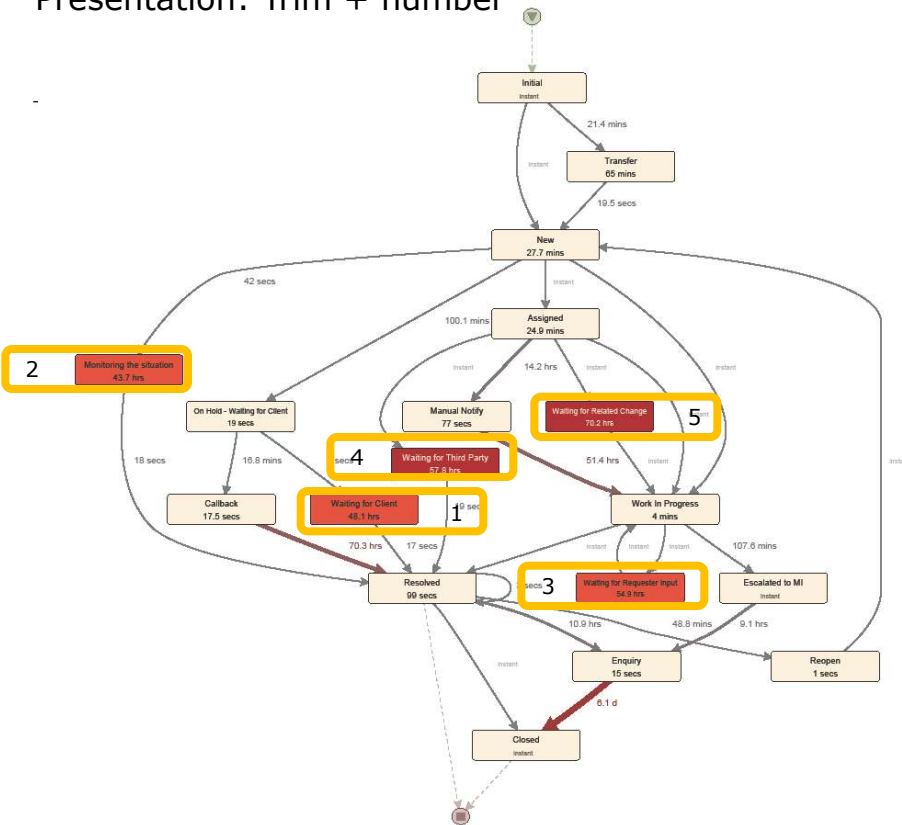 Presentation: Trim + number
-
Initial
instant
21.4 mins
instant
Transfer
65 mins
19.5 secs
New
27.7 mins
42 secs
instant
100.1 mins
Assigned
24.9 mins
instant
14.2 hrs
instant
instant
2
Monitoring the situation
43.7 hrs
On Hold - Waiting for Client
19 secs
Manual Notify
77 secs
Waiting for Related Change
70.2 hrs
5
18 secs
16.8 mins
4
Waiting for Third Party
57.8 hrs
51.4 hrs
instant
Callback
17.5 secs
Waiting for Client
48.1 hrs
1
Work In Progress
4 mins
70.3 hrs
17 secs
instant
instant
instant
107.6 mins
Resolved
99 secs
3
Waiting for Requester Input
54.9 hrs
Escalated to MI
instant
10.9 hrs
48.8 mins
9.1 hrs
instant
Enquiry
15 secs
Reopen
1 secs
6.1 d
Closed
instant